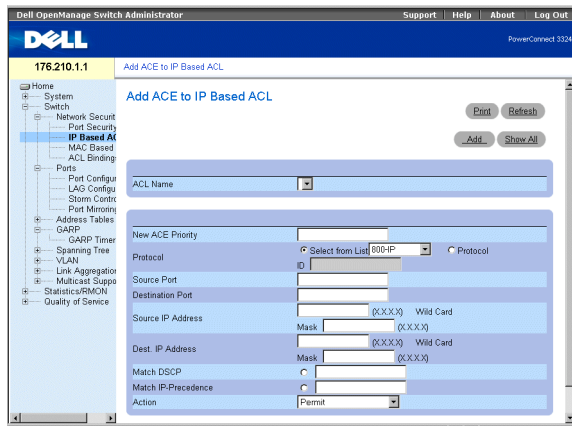 Dell OpenManage Switch Administrator
Support Help About Log Out
DELL
PowerConnect 3324
176.210.1.1
Add ACE to IP Based ACL
Home
System
Switch
Network Securit
Port Security
IP Based AC
MAC Based
ACL Binding
Ports
Port Configur
LAG Configu
Storm Contro
Port Mirroring
Address Tables
GARP
GARP Timer
Spanning Tree
VLAN
Link Aggregation
Multicast Suppo
Statistics/RMON
Quality of Service
Add ACE to IP Based ACL
Print Refresh
Add Show All
ACL Name
New ACE Priority
Protocol
Select from List 800-IP Protocol
ID
Source Port
Destination Port
Source IP Address
(X.X.X.X) Wild Card
Mask (X.X.X.X)
Dest. IP Address
(X.X.X.X) Wild Card
Mask (X.X.X.X)
Match DSCP
Match IP-Precedence
Action
Permit